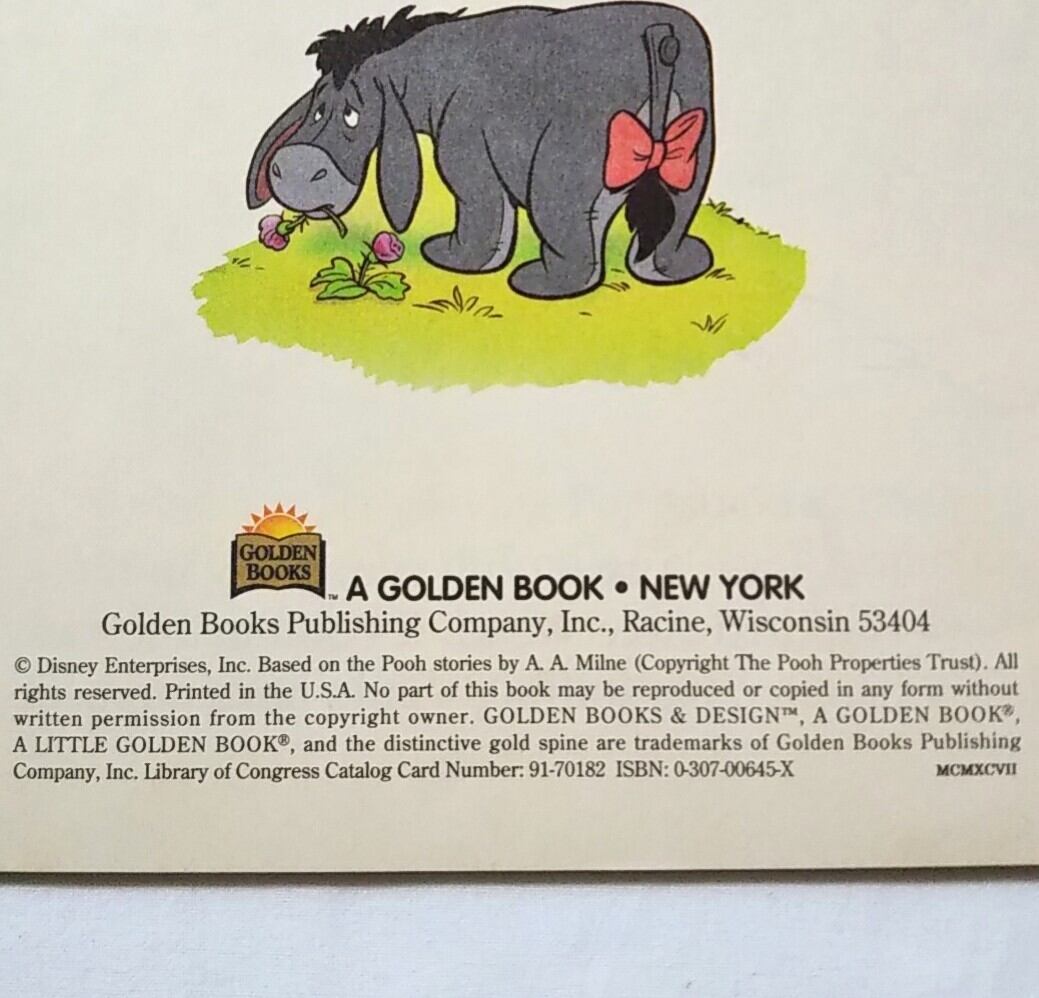 GOLDEN
BOOKS™
A GOLDEN BOOK • NEW YORK
Golden Books Publishing Company, Inc., Racine, Wisconsin 53404
© Disney Enterprises, Inc. Based on the Pooh stories by A. A. Milne (Copyright The Pooh Properties Trust). All
rights reserved. Printed in the U.S.A. No part of this book may be reproduced or copied in any form without
written permission from the copyright owner. GOLDEN BOOKS & DESIGN™, A GOLDEN BOOK®,
A LITTLE GOLDEN BOOK®, and the distinctive gold spine are trademarks of Golden Books Publishing
Company, Inc. Library of Congress Catalog Card Number: 91-70182 ISBN: 0-307-00645-X MCMXCVII